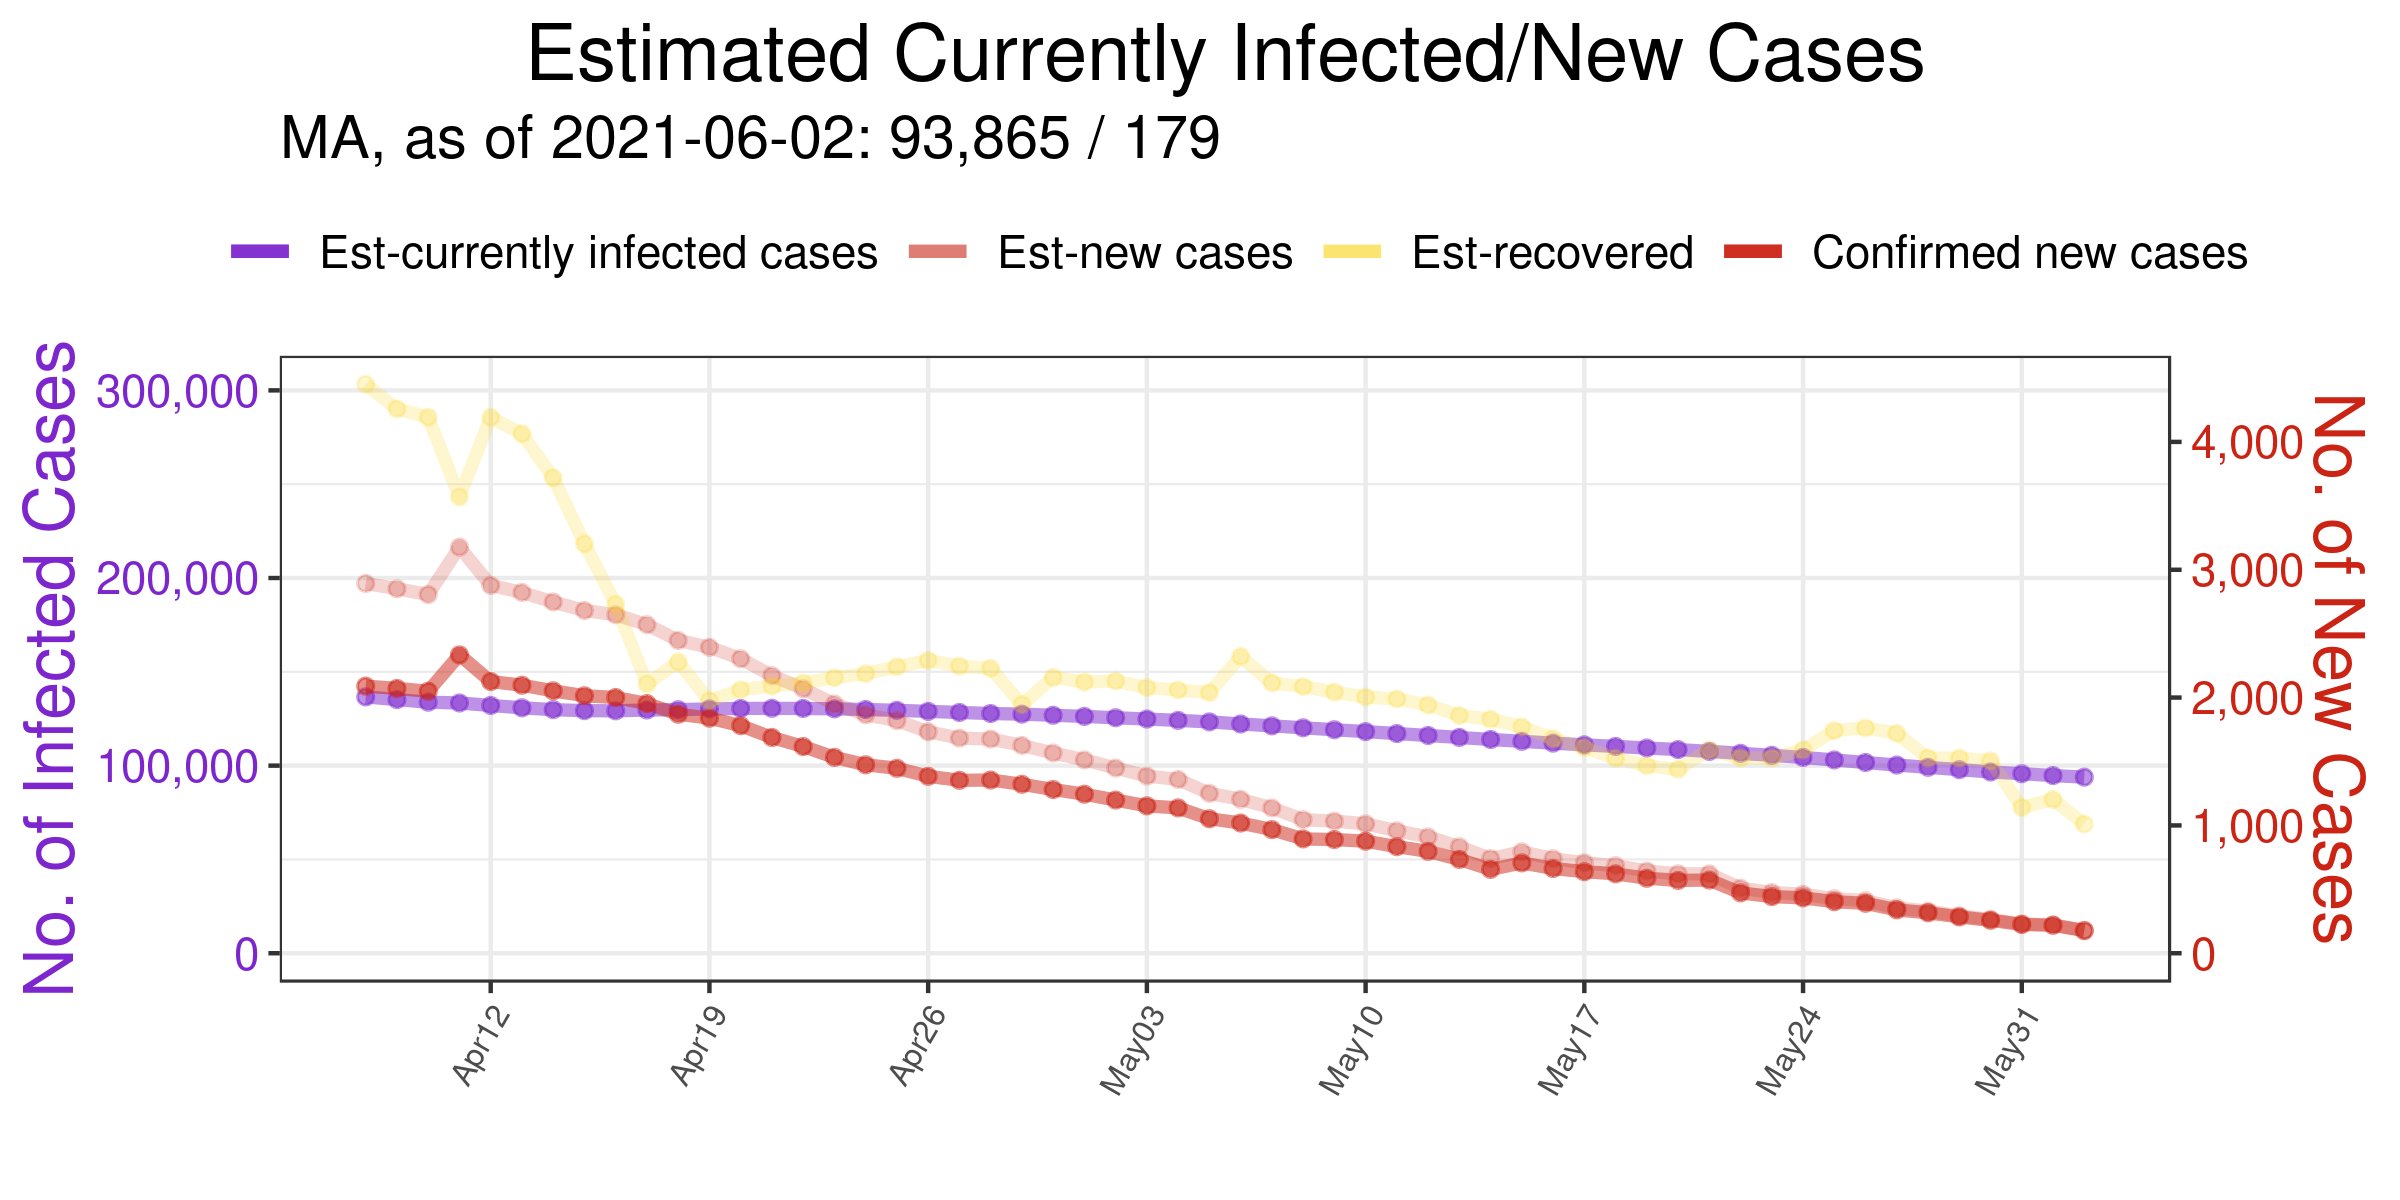 Estimated Currently Infected/New Cases
MA, as of 2021-06-02: 93,865 / 179
Est-currently infected cases Est-new cases Est-recovered Confirmed new cases
No. of Infected Cases
300,000
200,000
100,000
0
4,000
3,000
2,000
1,000
0
No. of New Cases
Apr12 Apr19 Apr26 May03 May10 May17 May24 May31